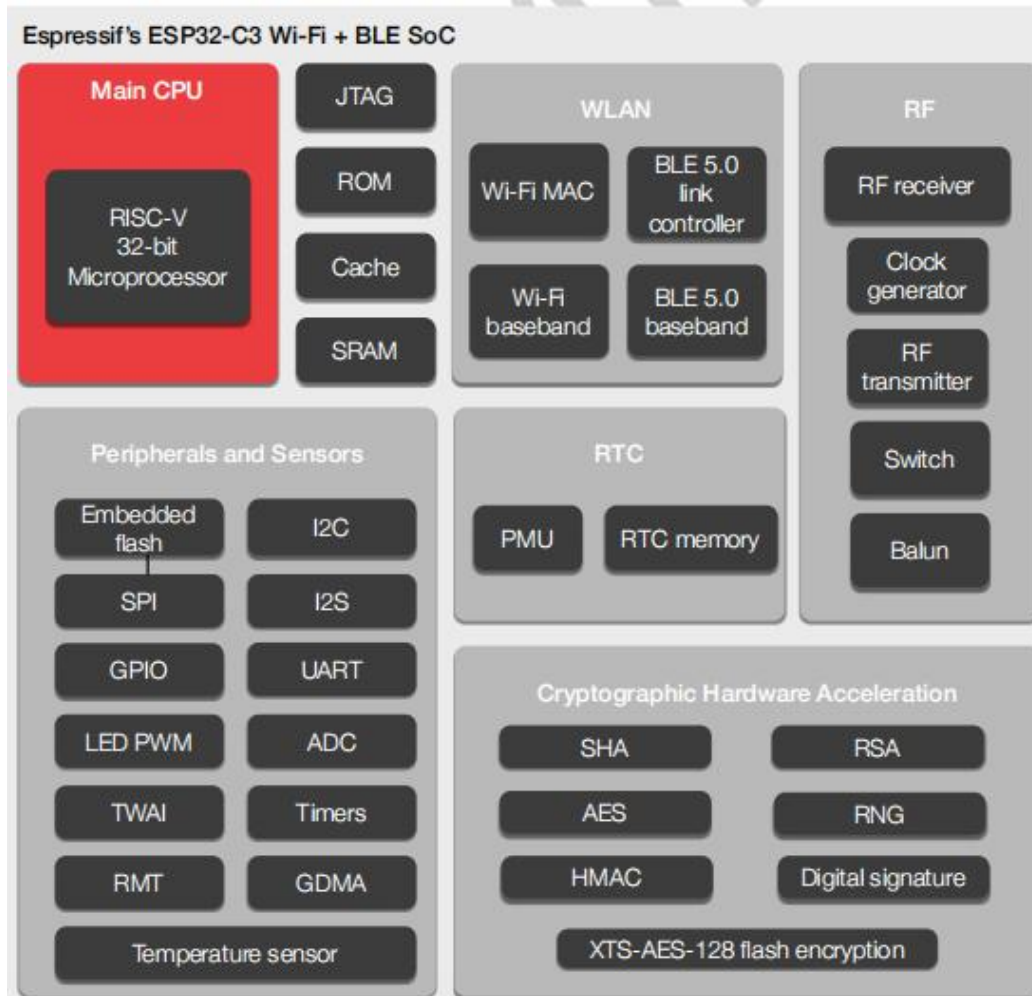 Espressif's ESP32-C3 Wi-Fi + BLE SoC
Main CPU
RISC-V
32-bit
Microprocessor
JTAG
ROM
Cache
SRAM
WLAN
Wi-Fi MAC
BLE 5.0
link
controller
Wi-Fi
baseband
BLE 5.0
baseband
RF
RF receiver
Clock
generator
RF
transmitter
Switch
Balun
Peripherals and Sensors
Embedded
flash
I2C
SPI
I2S
GPIO
UART
LED PWM
ADC
TWAI
Timers
RMT
GDMA
Temperature sensor
RTC
PMU
RTC memory
Cryptographic Hardware Acceleration
SHA
RSA
AES
RNG
HMAC
Digital signature
XTS-AES-128 flash encryption